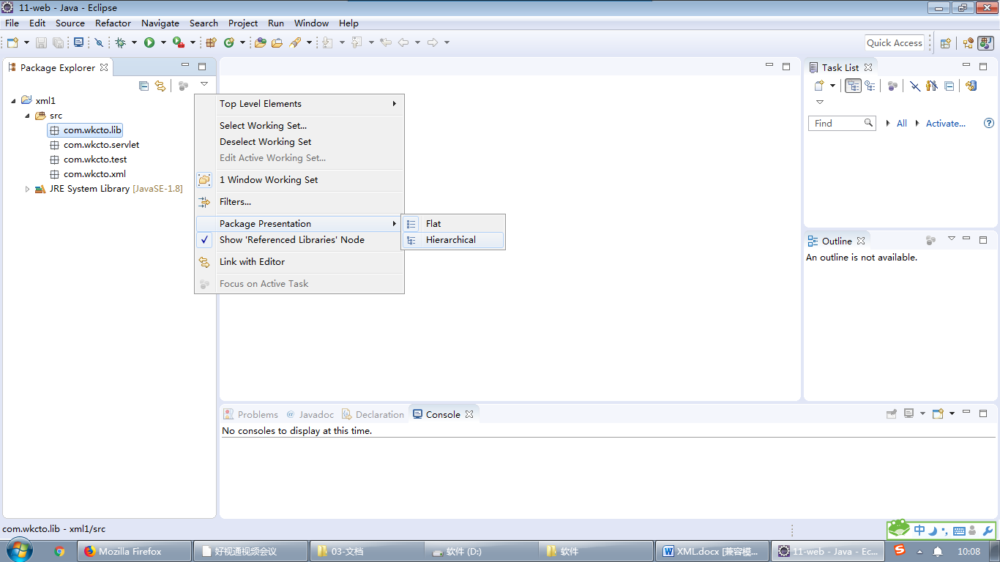 11-web - Java - Eclipse
File Edit Source Refactor Navigate Search Project Run Window Help
Quick Access
Package Explorer
xml1
src
com.wkcto.lib
com.wkcto.servlet
com.wkcto.test
com.wkcto.xml
JRE System Library [JavaSE-1.8]
Top Level Elements
Select Working Set...
Deselect Working Set
Edit Active Working Set...
1 Window Working Set
Filters...
Package Presentation
Show 'Referenced Libraries' Node
Link with Editor
Focus on Active Task
Flat
Hierarchical
Task List
Find All Activate...
Outline
An outline is not available.
Problems @ Javadoc Declaration Console
No consoles to display at this time.
com.wkcto.lib - xml1/src
中
Mozilla Firefox 好视通视频会议 03-文档 软件 (D:) 软件 XML.docx [兼容模... 11-web - Java - Ec... 10:08